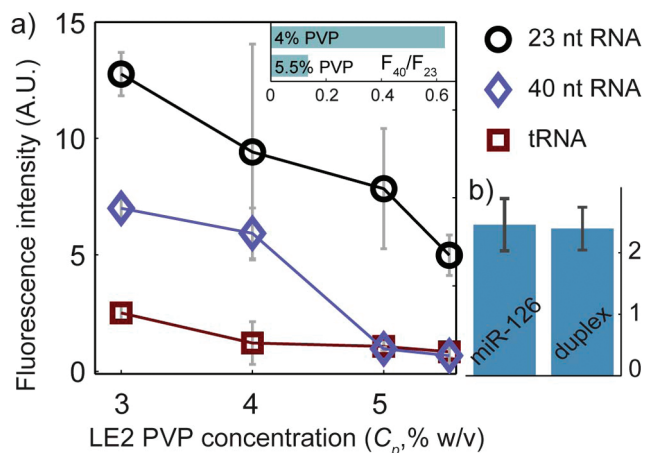 a)
Fluorescence intensity (A.U.)
15
10
5
0
3
4
5
LE2 PVP concentration (Cp,% w/v)
4% PVP
5.5% PVP
F40/F23
0
0.2
0.4
0.6
23 nt RNA
40 nt RNA
tRNA
b)
miR-126
duplex
2
1
0